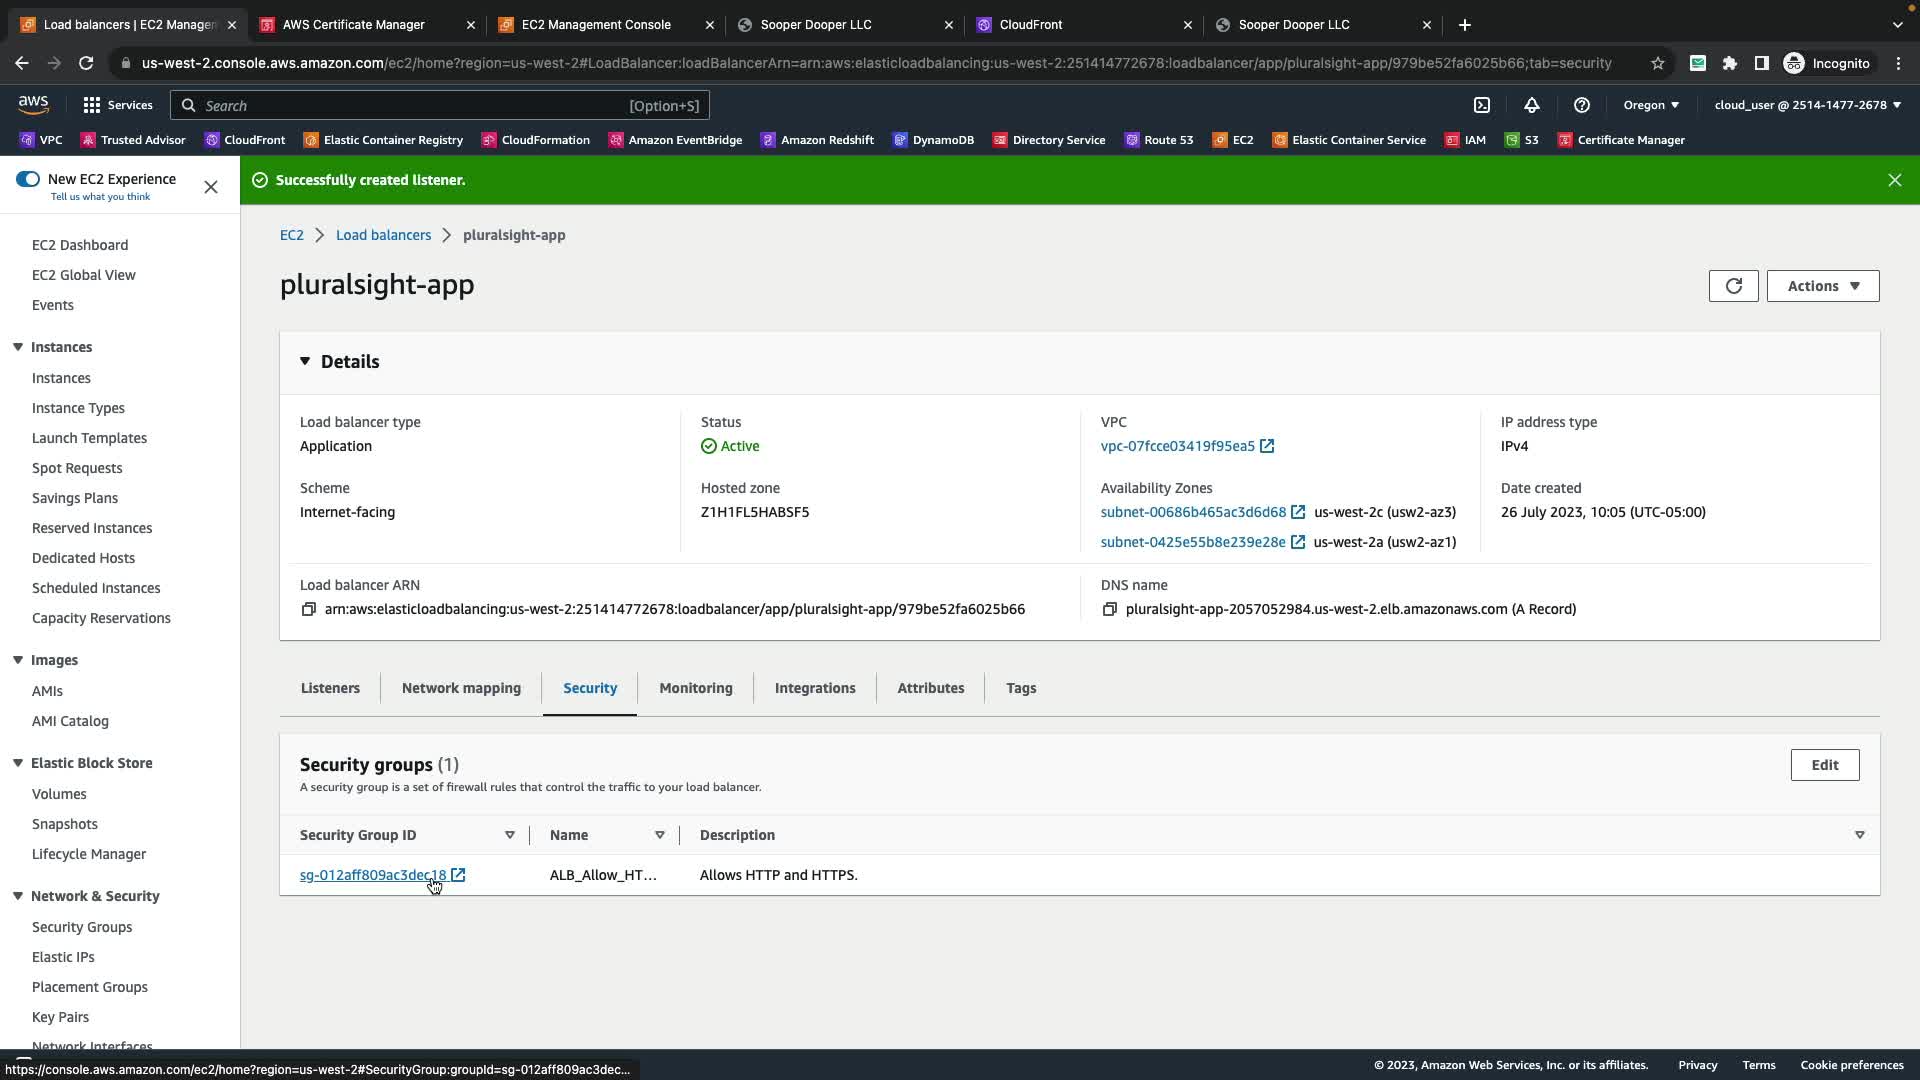 Load balancers | EC2 Manager
AWS Certificate Manager
EC2 Management Console
Sooper Dooper LLC
CloudFront
Sooper Dooper LLC
us-west-2.console.aws.amazon.com/ec2/home?region=us-west-2#LoadBalancer:loadBalancerArn=arn:aws:elasticloadbalancing:us-west-2:251414772678:loadbalancer/app/pluralsight-app/979be52fa6025b66;tab=security
Incognito
aws
Services
Search
[Option+S]
Oregon
cloud_user @ 2514-1477-2678
VPC
Trusted Advisor
CloudFront
Elastic Container Registry
CloudFormation
Amazon EventBridge
Amazon Redshift
DynamoDB
Directory Service
Route 53
EC2
Elastic Container Service
IAM
S3
Certificate Manager
New EC2 Experience
Tell us what you think
EC2 Dashboard
EC2 Global View
Events
Instances
Instances
Instance Types
Launch Templates
Spot Requests
Savings Plans
Reserved Instances
Dedicated Hosts
Scheduled Instances
Capacity Reservations
Images
AMIs
AMI Catalog
Elastic Block Store
Volumes
Snapshots
Lifecycle Manager
Network & Security
Security Groups
Elastic IPs
Placement Groups
Key Pairs
Network Interfaces
Successfully created listener.
EC2 > Load balancers > pluralsight-app
pluralsight-app
Actions
Details
Load balancer type
Application
Status
Active
VPC
vpc-07fcce03419f95ea5
IP address type
IPv4
Scheme
Internet-facing
Hosted zone
Z1H1FL5HABSF5
Availability Zones
subnet-00686b465ac3d6d68 us-west-2c (usw2-az3)
subnet-0425e55b8e239e28e us-west-2a (usw2-az1)
Date created
26 July 2023, 10:05 (UTC-05:00)
Load balancer ARN
arn:aws:elasticloadbalancing:us-west-2:251414772678:loadbalancer/app/pluralsight-app/979be52fa6025b66
DNS name
pluralsight-app-2057052984.us-west-2.elb.amazonaws.com (A Record)
Listeners
Network mapping
Security
Monitoring
Integrations
Attributes
Tags
Security groups (1)
A security group is a set of firewall rules that control the traffic to your load balancer.
Edit
Security Group ID
Name
Description
sg-012aff809ac3dec18
ALB_Allow_HT...
Allows HTTP and HTTPS.
https://console.aws.amazon.com/ec2/home?region=us-west-2#SecurityGroup:groupId=sg-012aff809ac3dec...
© 2023, Amazon Web Services, Inc. or its affiliates.
Privacy
Terms
Cookie preferences